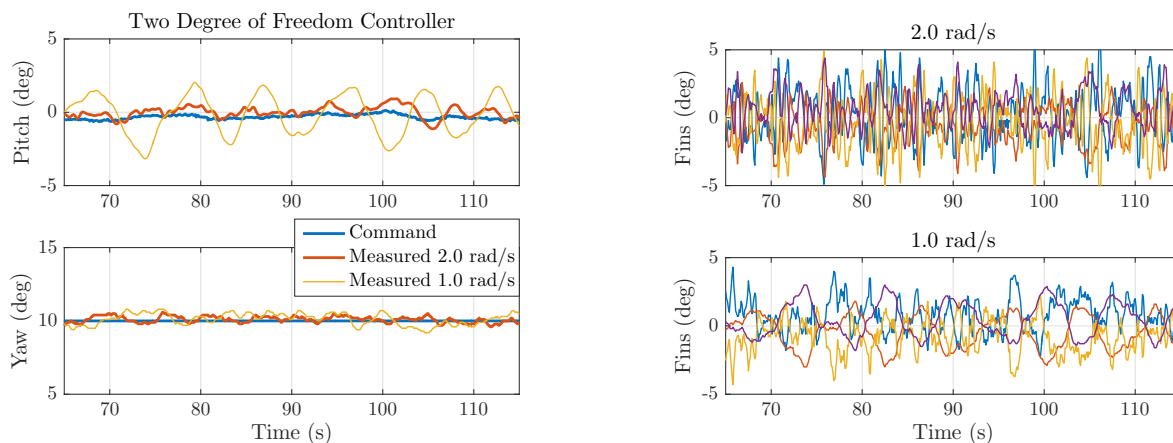 Two Degree of Freedom Controller
Pitch (deg)
5
0
-5
70 80 90 100 110
Yaw (deg)
15
10
5
70 80 90 100 110
Time (s)
Command
Measured 2.0 rad/s
Measured 1.0 rad/s
2.0 rad/s
Fins (deg)
5
0
-5
70 80 90 100 110
1.0 rad/s
Fins (deg)
5
0
-5
70 80 90 100 110
Time (s)